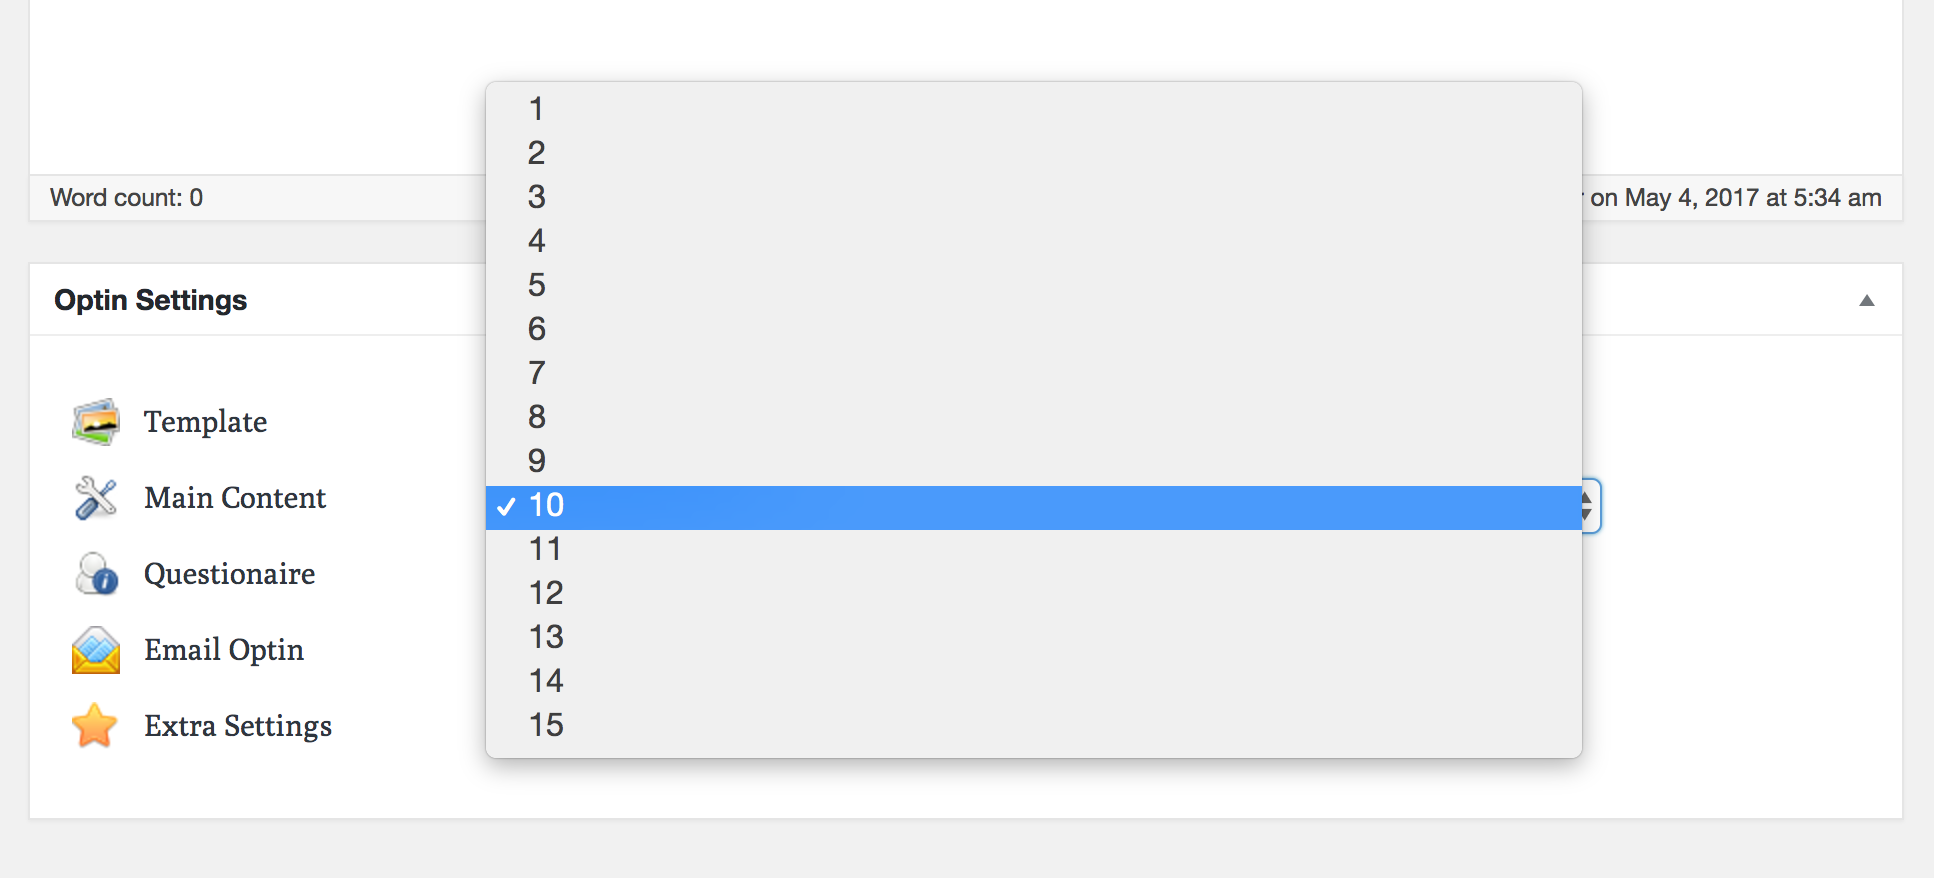 1
2
3
Word count: 0
on May 4, 2017 at 5:34 am
4
5
Optin Settings
6
7
8
Template
9
Main Content
10
11
Questionaire
12
13
Email Optin
14
15
Extra Settings